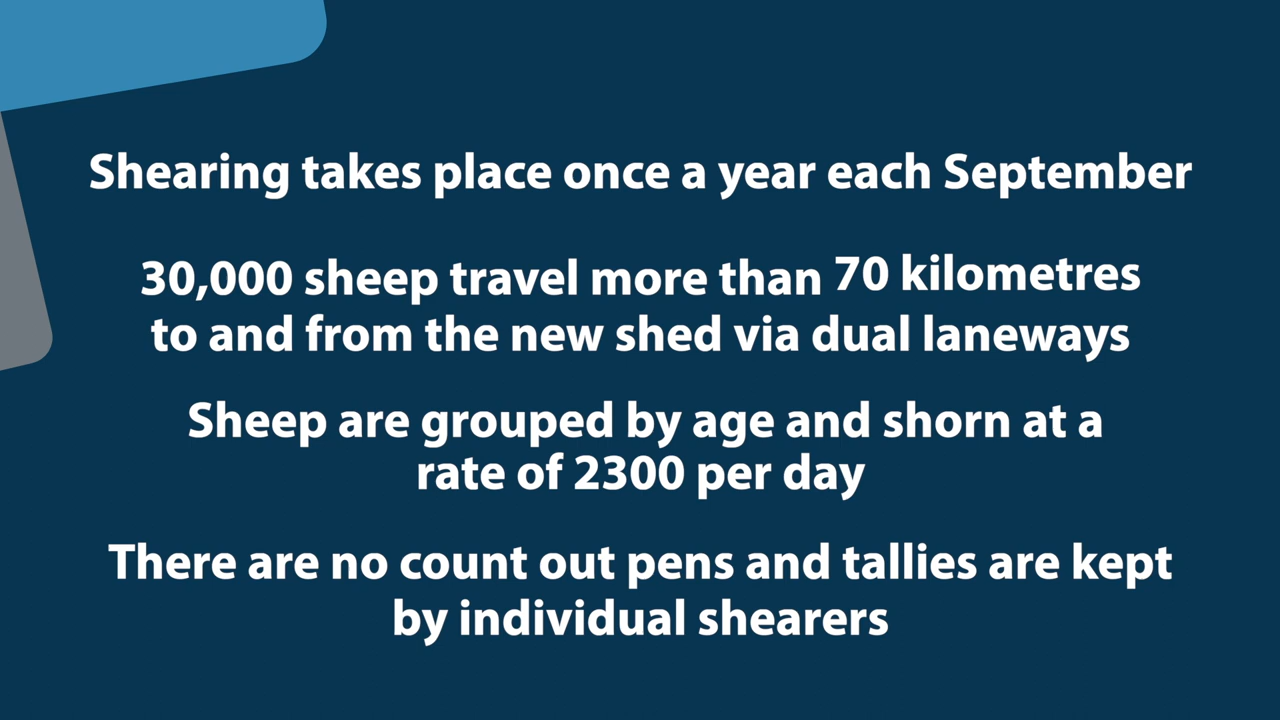 Shearing takes place once a year each September
30,000 sheep travel more than 70 kilometres
to and from the new shed via dual laneways
Sheep are grouped by age and shorn at a
rate of 2300 per day
There are no count out pens and tallies are kept
by individual shearers